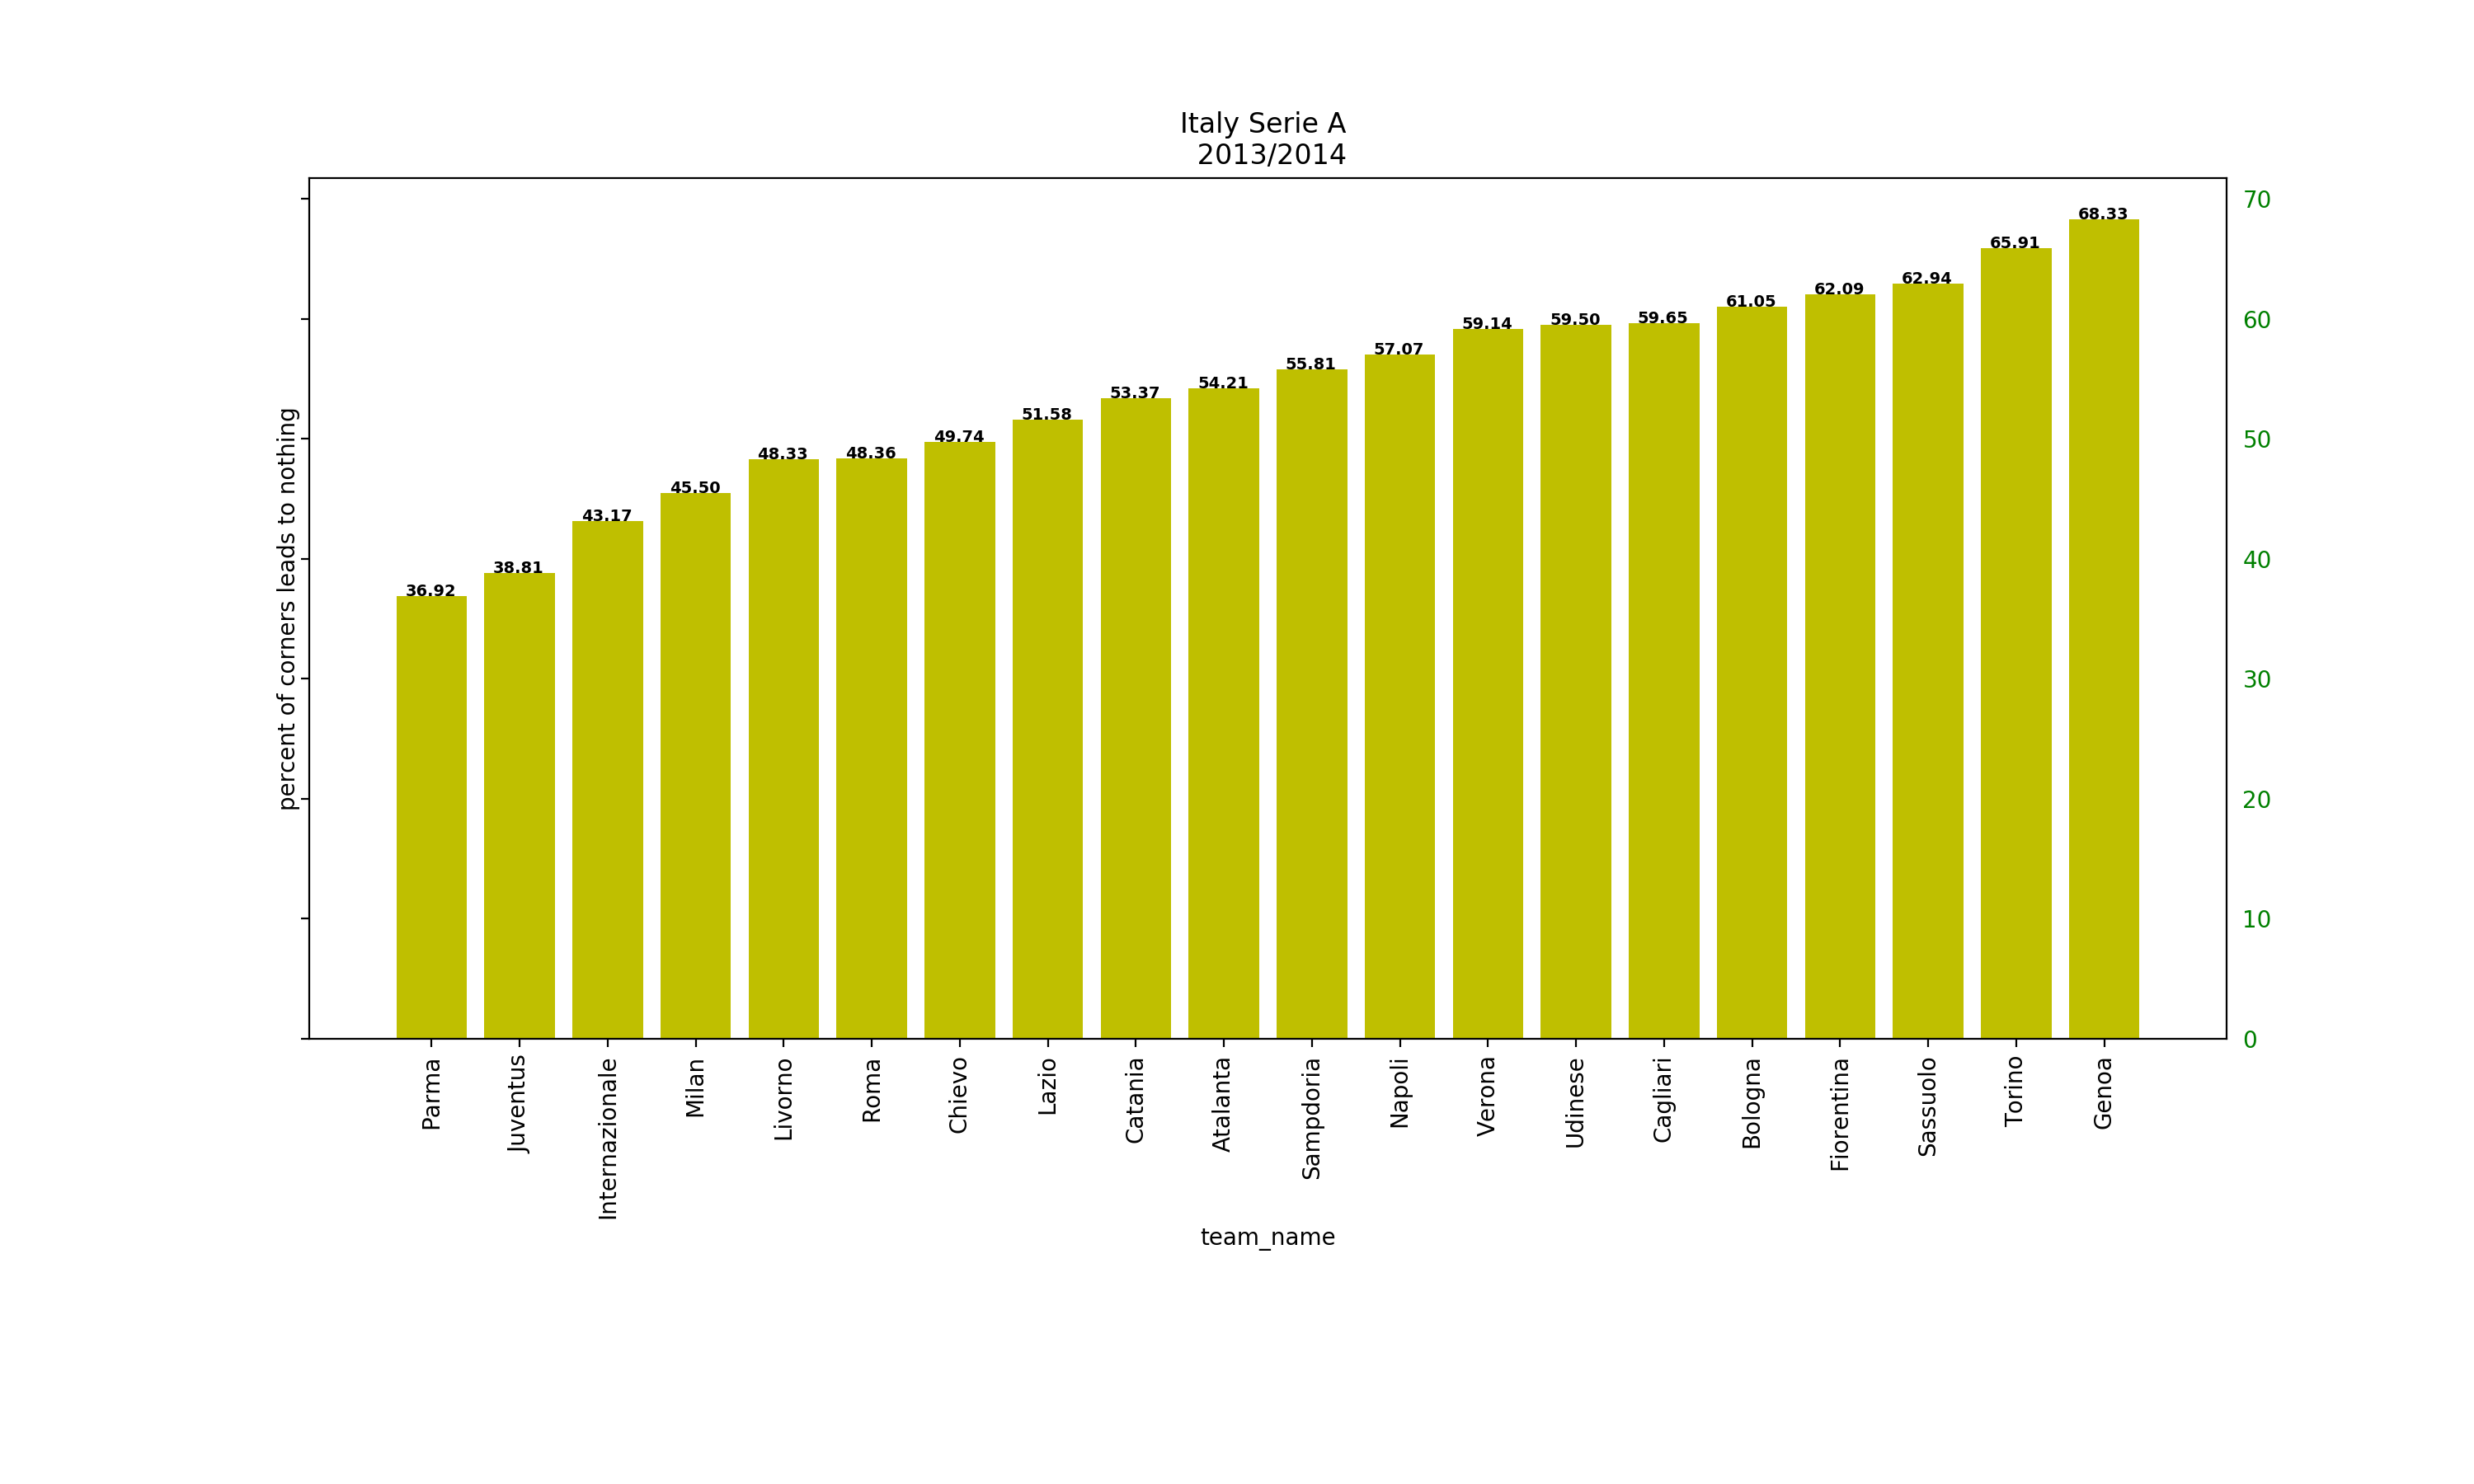 Italy Serie A
2013/2014
percent of corners leads to nothing
70
60
50
40
30
20
10
0
36.92
38.81
43.17
45.50
48.33
48.36
49.74
51.58
53.37
54.21
55.81
57.07
59.14
59.50
59.65
61.05
62.09
62.94
65.91
68.33
Parma
Juventus
Internazionale
Milan
Livorno
Roma
Chievo
Lazio
Catania
Atalanta
Sampdoria
Napoli
Verona
Udinese
Cagliari
Bologna
Fiorentina
Sassuolo
Torino
Genoa
team_name